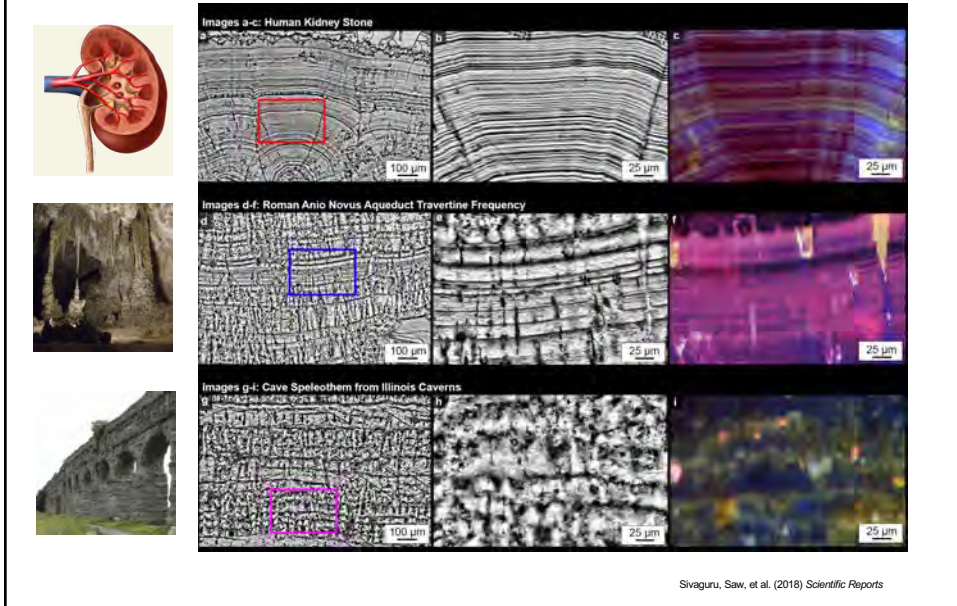 Images a-c: Human Kidney Stone
a
b
c
100 µm
25 µm
25 µm
Images d-f: Roman Anio Novus Aqueduct Travertine Frequency
d
e
f
100 µm
25 µm
25 µm
Images g-i: Cave Speleothem from Illinois Caverns
g
h
i
100 µm
25 µm
25 µm
Sivaguru, Saw, et al. (2018) Scientific Reports